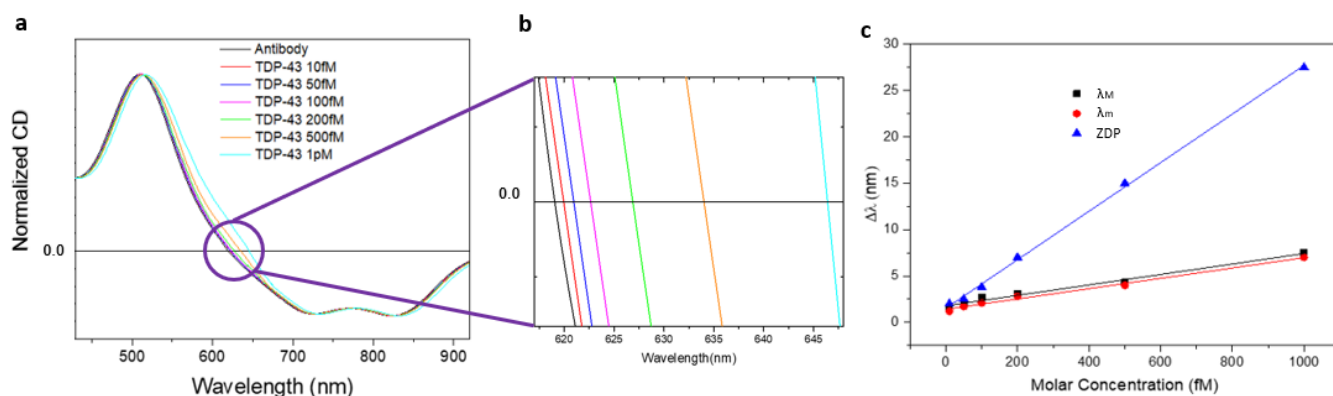 a
Normalized CD
0.0
Antibody
TDP-43 10fM
TDP-43 50fM
TDP-43 100fM
TDP-43 200fM
TDP-43 500fM
TDP-43 1pM
500 600 700 800 900
Wavelength (nm)
b
0.0
620 625 630 635 640 645
Wavelength(nm)
c
Δλ (nm)
30
25
20
15
10
5
0
λM
λm
ZDP
0 200 400 600 800 1000
Molar Concentration (fM)